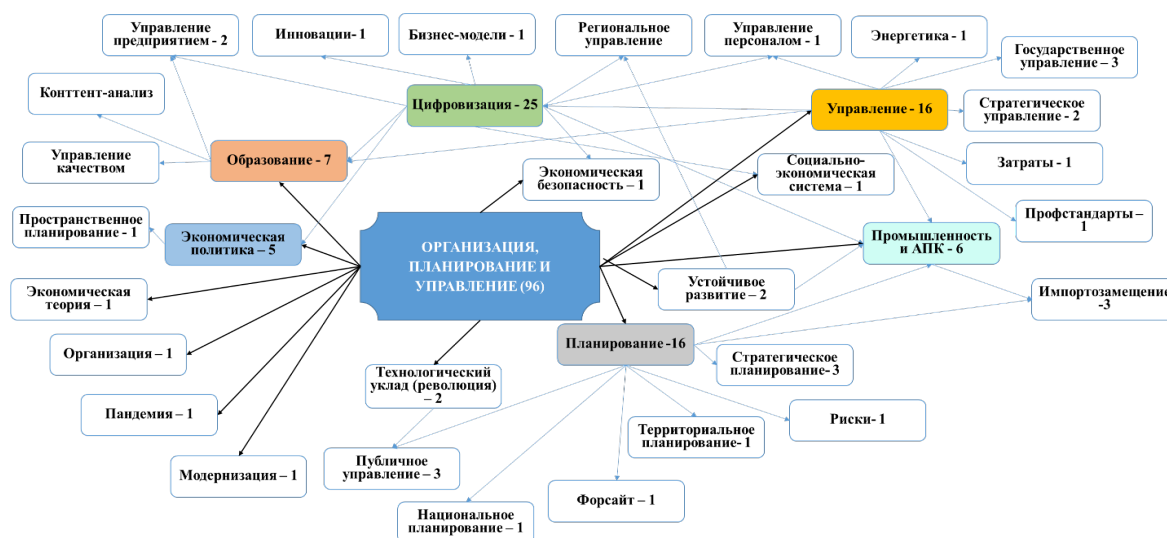 Управление
предприятием - 2
Инновации- 1
Бизнес-модели - 1
Региональное
управление
Управление
персоналом - 1
Энергетика - 1
Государственное
управление – 3
Конттент-анализ
Цифровизация - 25
Управление - 16
Стратегическое
управление - 2
Управление
качеством
Образование - 7
Экономическая
безопасность – 1
Социально-
экономическая
система – 1
Затраты - 1
Пространственное
планирование - 1
Экономическая
политика – 5
ОРГАНИЗАЦИЯ,
ПЛАНИРОВАНИЕ И
УПРАВЛЕНИЕ (96)
Промышленность
и АПК - 6
Профстандарты –
1
Экономическая
теория – 1
Устойчивое
развитие – 2
Импортозамещение
-3
Организация – 1
Планирование -16
Технологический
уклад (революция)
– 2
Стратегическое
планирование- 3
Пандемия – 1
Территориальное
планирование- 1
Риски- 1
Модернизация – 1
Публичное
управление – 3
Национальное
планирование – 1
Форсайт – 1